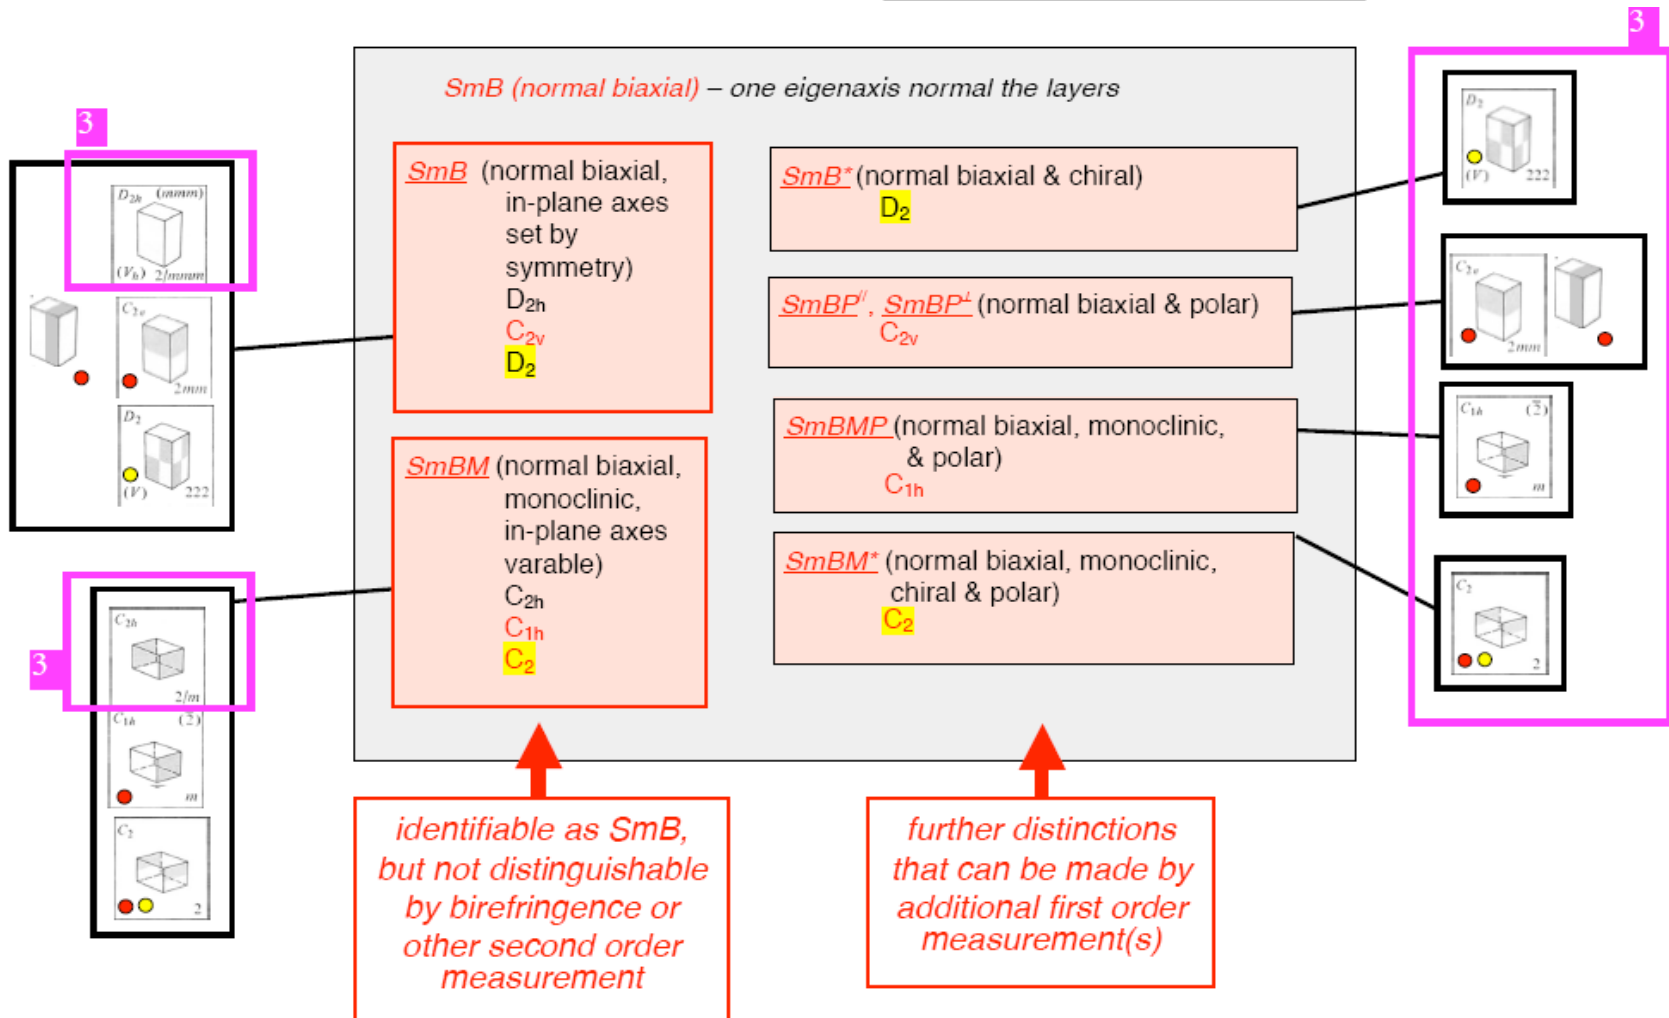 3
3
SmB (normal biaxial) – one eigenaxis normal the layers
D2h (mmm)
(Vh) 2/mmm
C2v
2mm
D2
(V) 222
SmB (normal biaxial,
in-plane axes
set by
symmetry)
D2h
C2v
D2
SmB* (normal biaxial & chiral)
D2
D2
(V) 222
SmBP//, SmBP⊥ (normal biaxial & polar)
C2v
C2v
2mm
SmBMP (normal biaxial, monoclinic,
& polar)
C1h
C1h (2̄)
m
3
C2h
2/m
C1h (2̄)
m
C2
2
SmBM (normal biaxial,
monoclinic,
in-plane axes
varable)
C2h
C1h
C2
SmBM* (normal biaxial, monoclinic,
chiral & polar)
C2
C2
2
identifiable as SmB,
but not distinguishable
by birefringence or
other second order
measurement
further distinctions
that can be made by
additional first order
measurement(s)